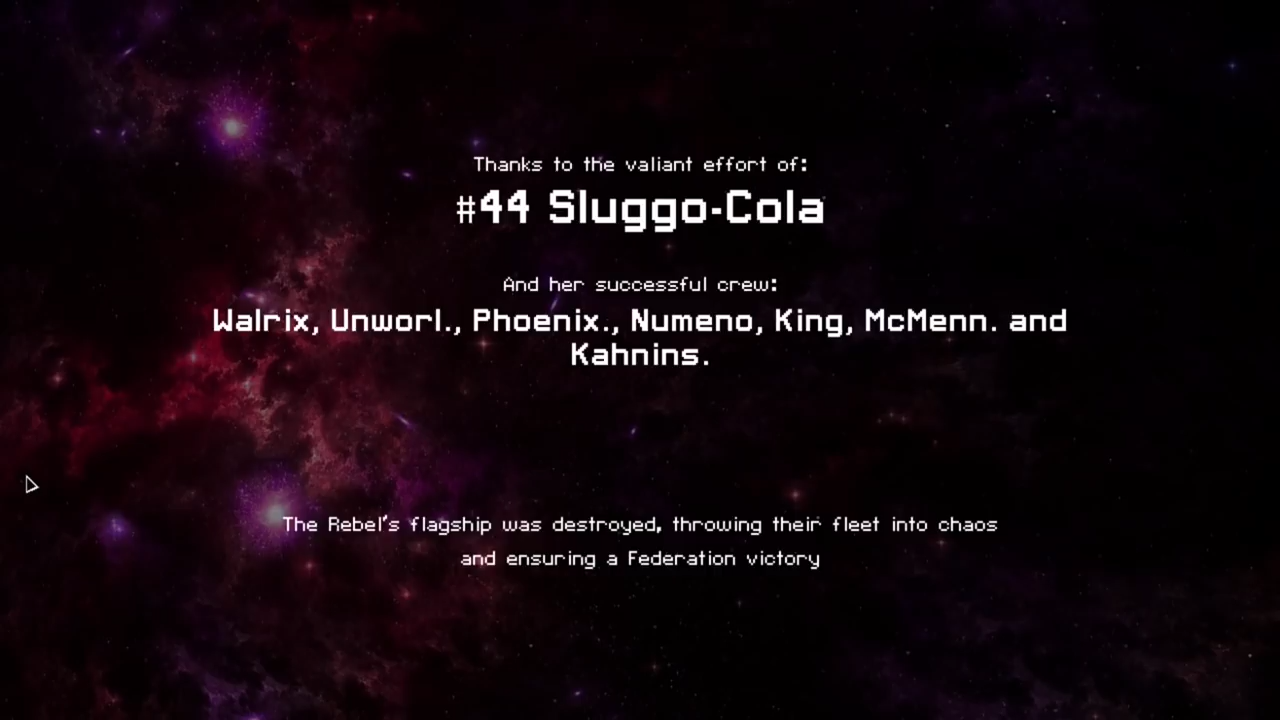 Thanks to the valiant effort of:
#44 Sluggo-Cola
And her successful crew:
Walrix, Unworl., Phoenix., Numeno, King, McMenn. and
Kahnins.
The Rebel's flagship was destroyed, throwing their fleet into chaos
and ensuring a Federation victory